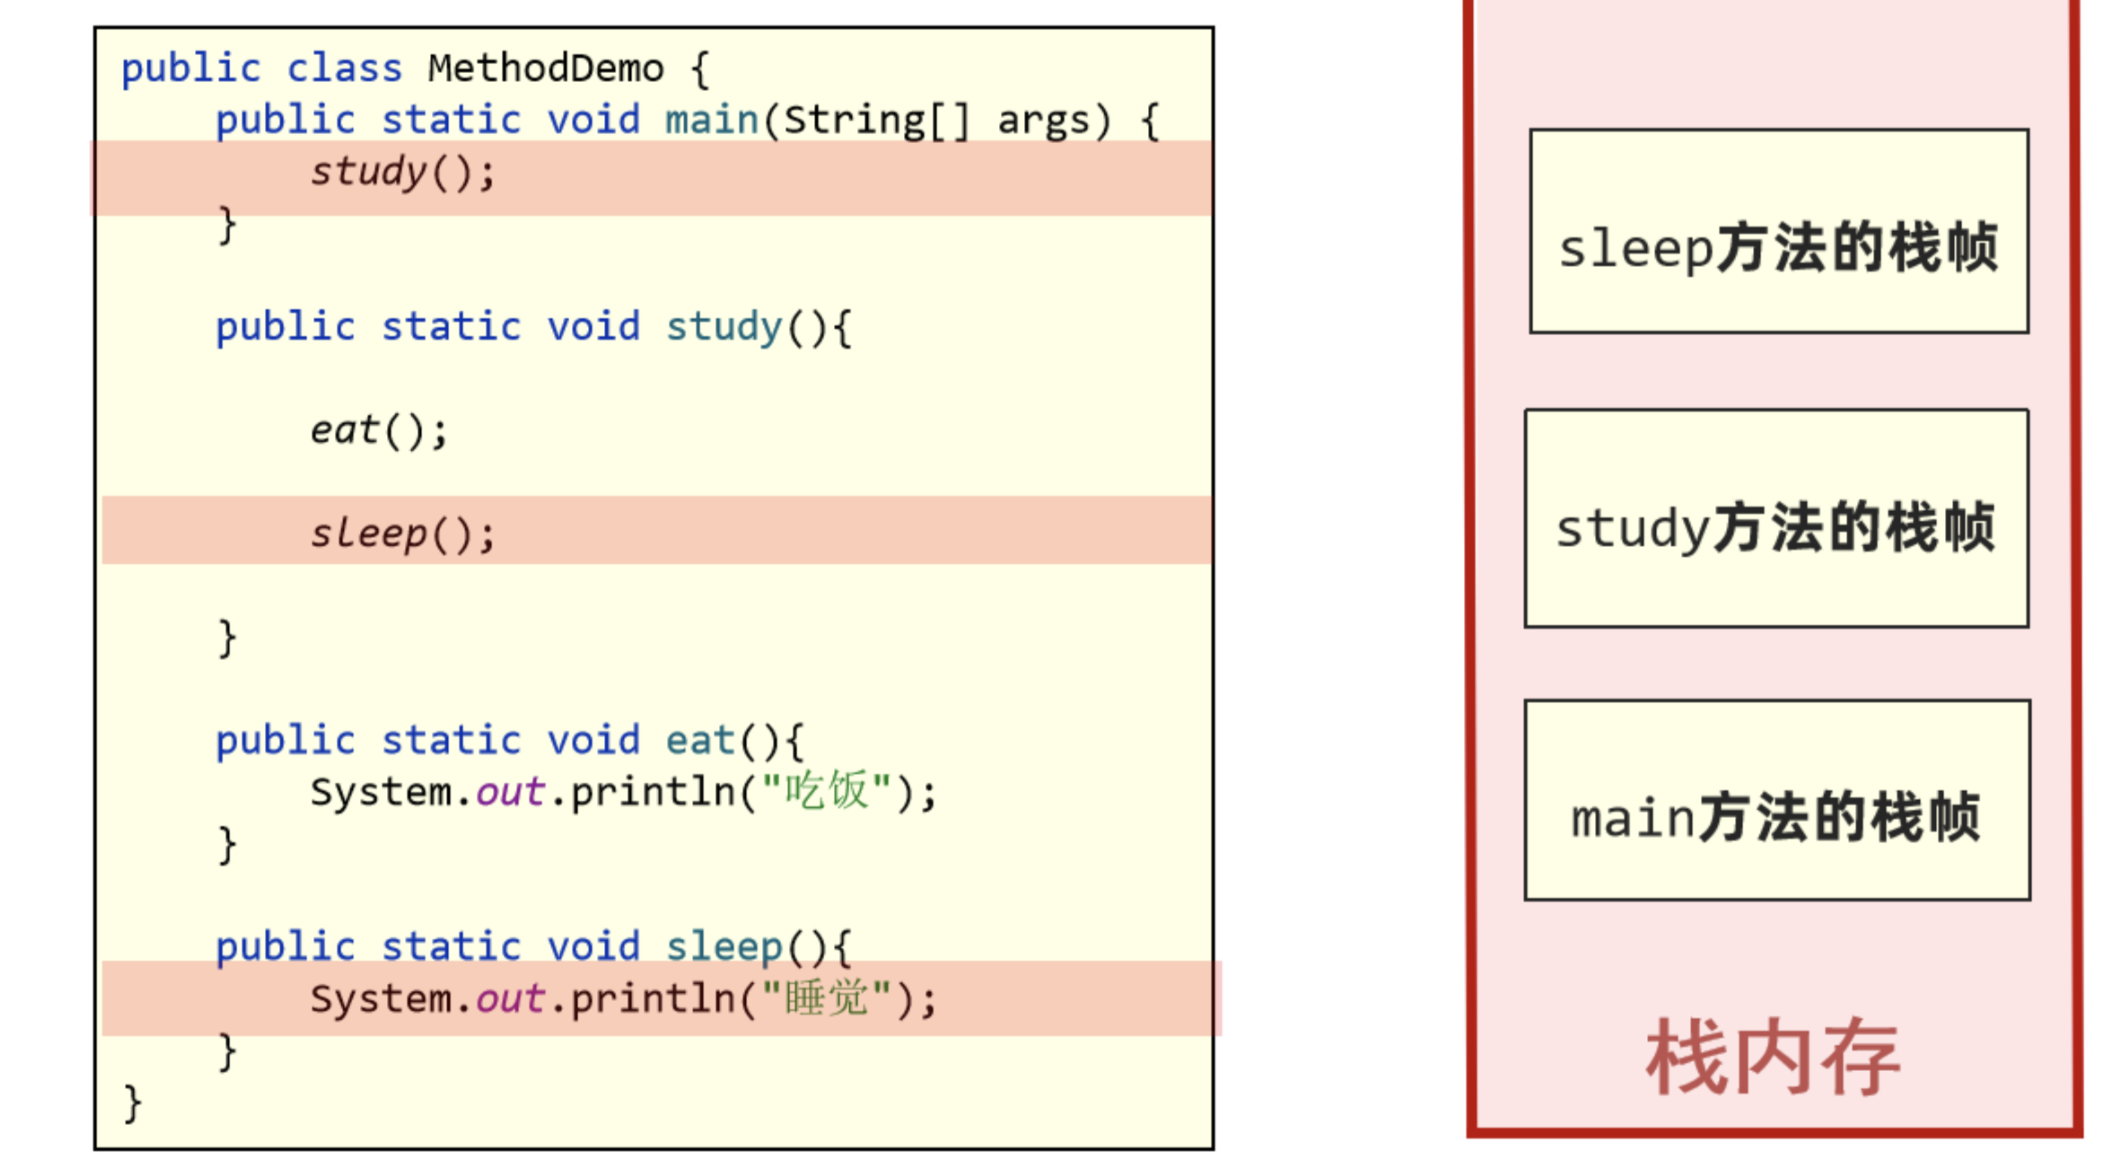 public class MethodDemo {
    public static void main(String[] args) {
        study();
    }
    public static void study(){
        eat();
        sleep();
    }
    public static void eat(){
        System.out.println("吃饭");
    }
    public static void sleep(){
        System.out.println("睡觉");
    }
}
sleep方法的栈帧
study方法的栈帧
main方法的栈帧
栈内存